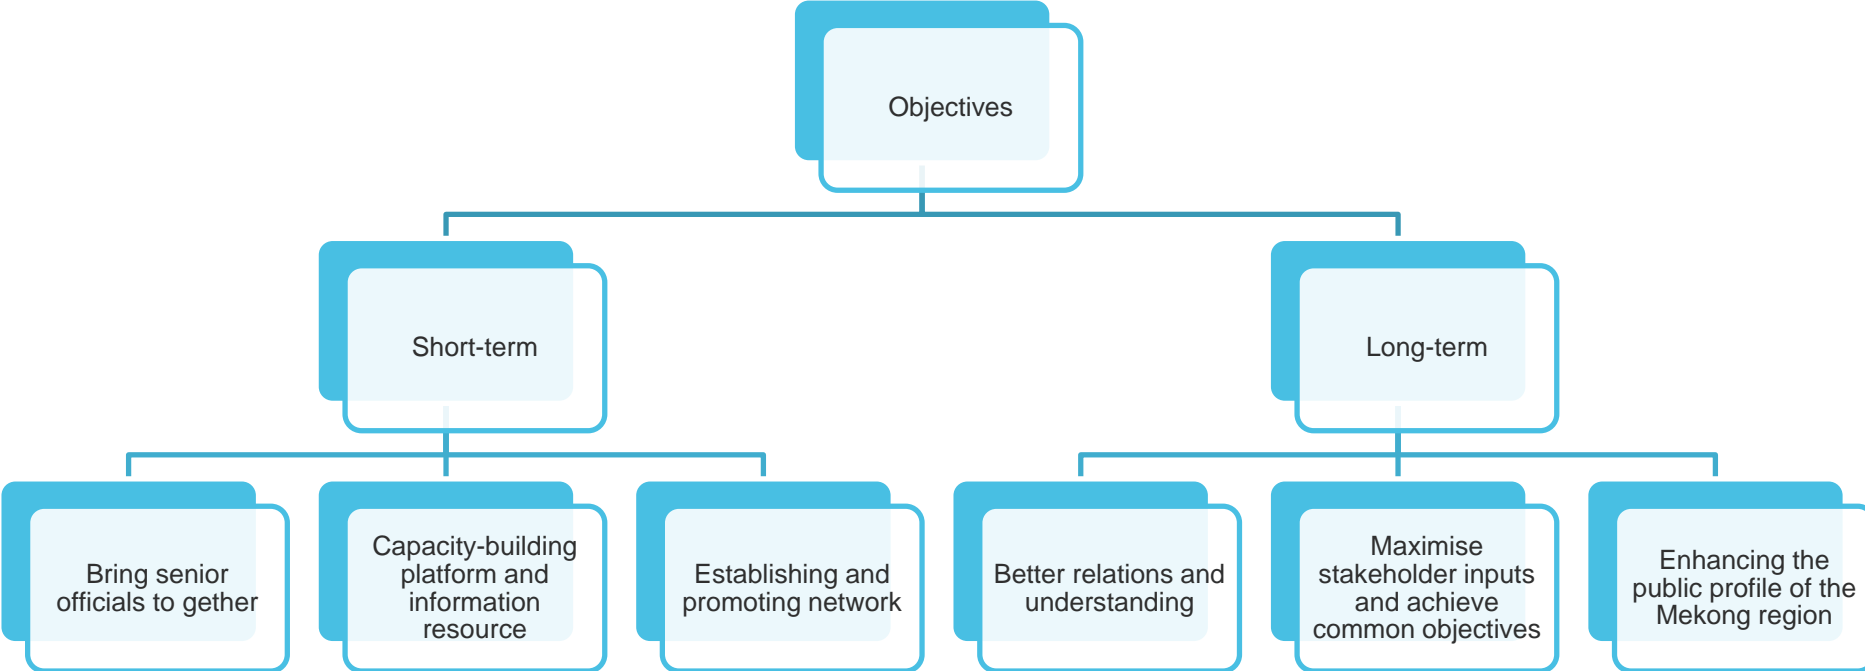 Objectives
Short-term
Long-term
Bring senior
officials to gether
Capacity-building
platform and
information
resource
Establishing and
promoting network
Better relations and
understanding
Maximise
stakeholder inputs
and achieve
common objectives
Enhancing the
public profile of the
Mekong region